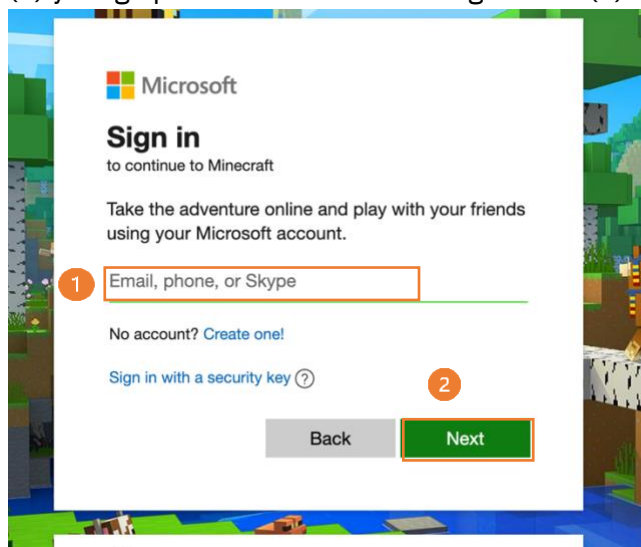 Microsoft
Sign in
to continue to Minecraft
Take the adventure online and play with your friends
using your Microsoft account.
1
Email, phone, or Skype
No account? Create one!
Sign in with a security key ?
2
Back Next